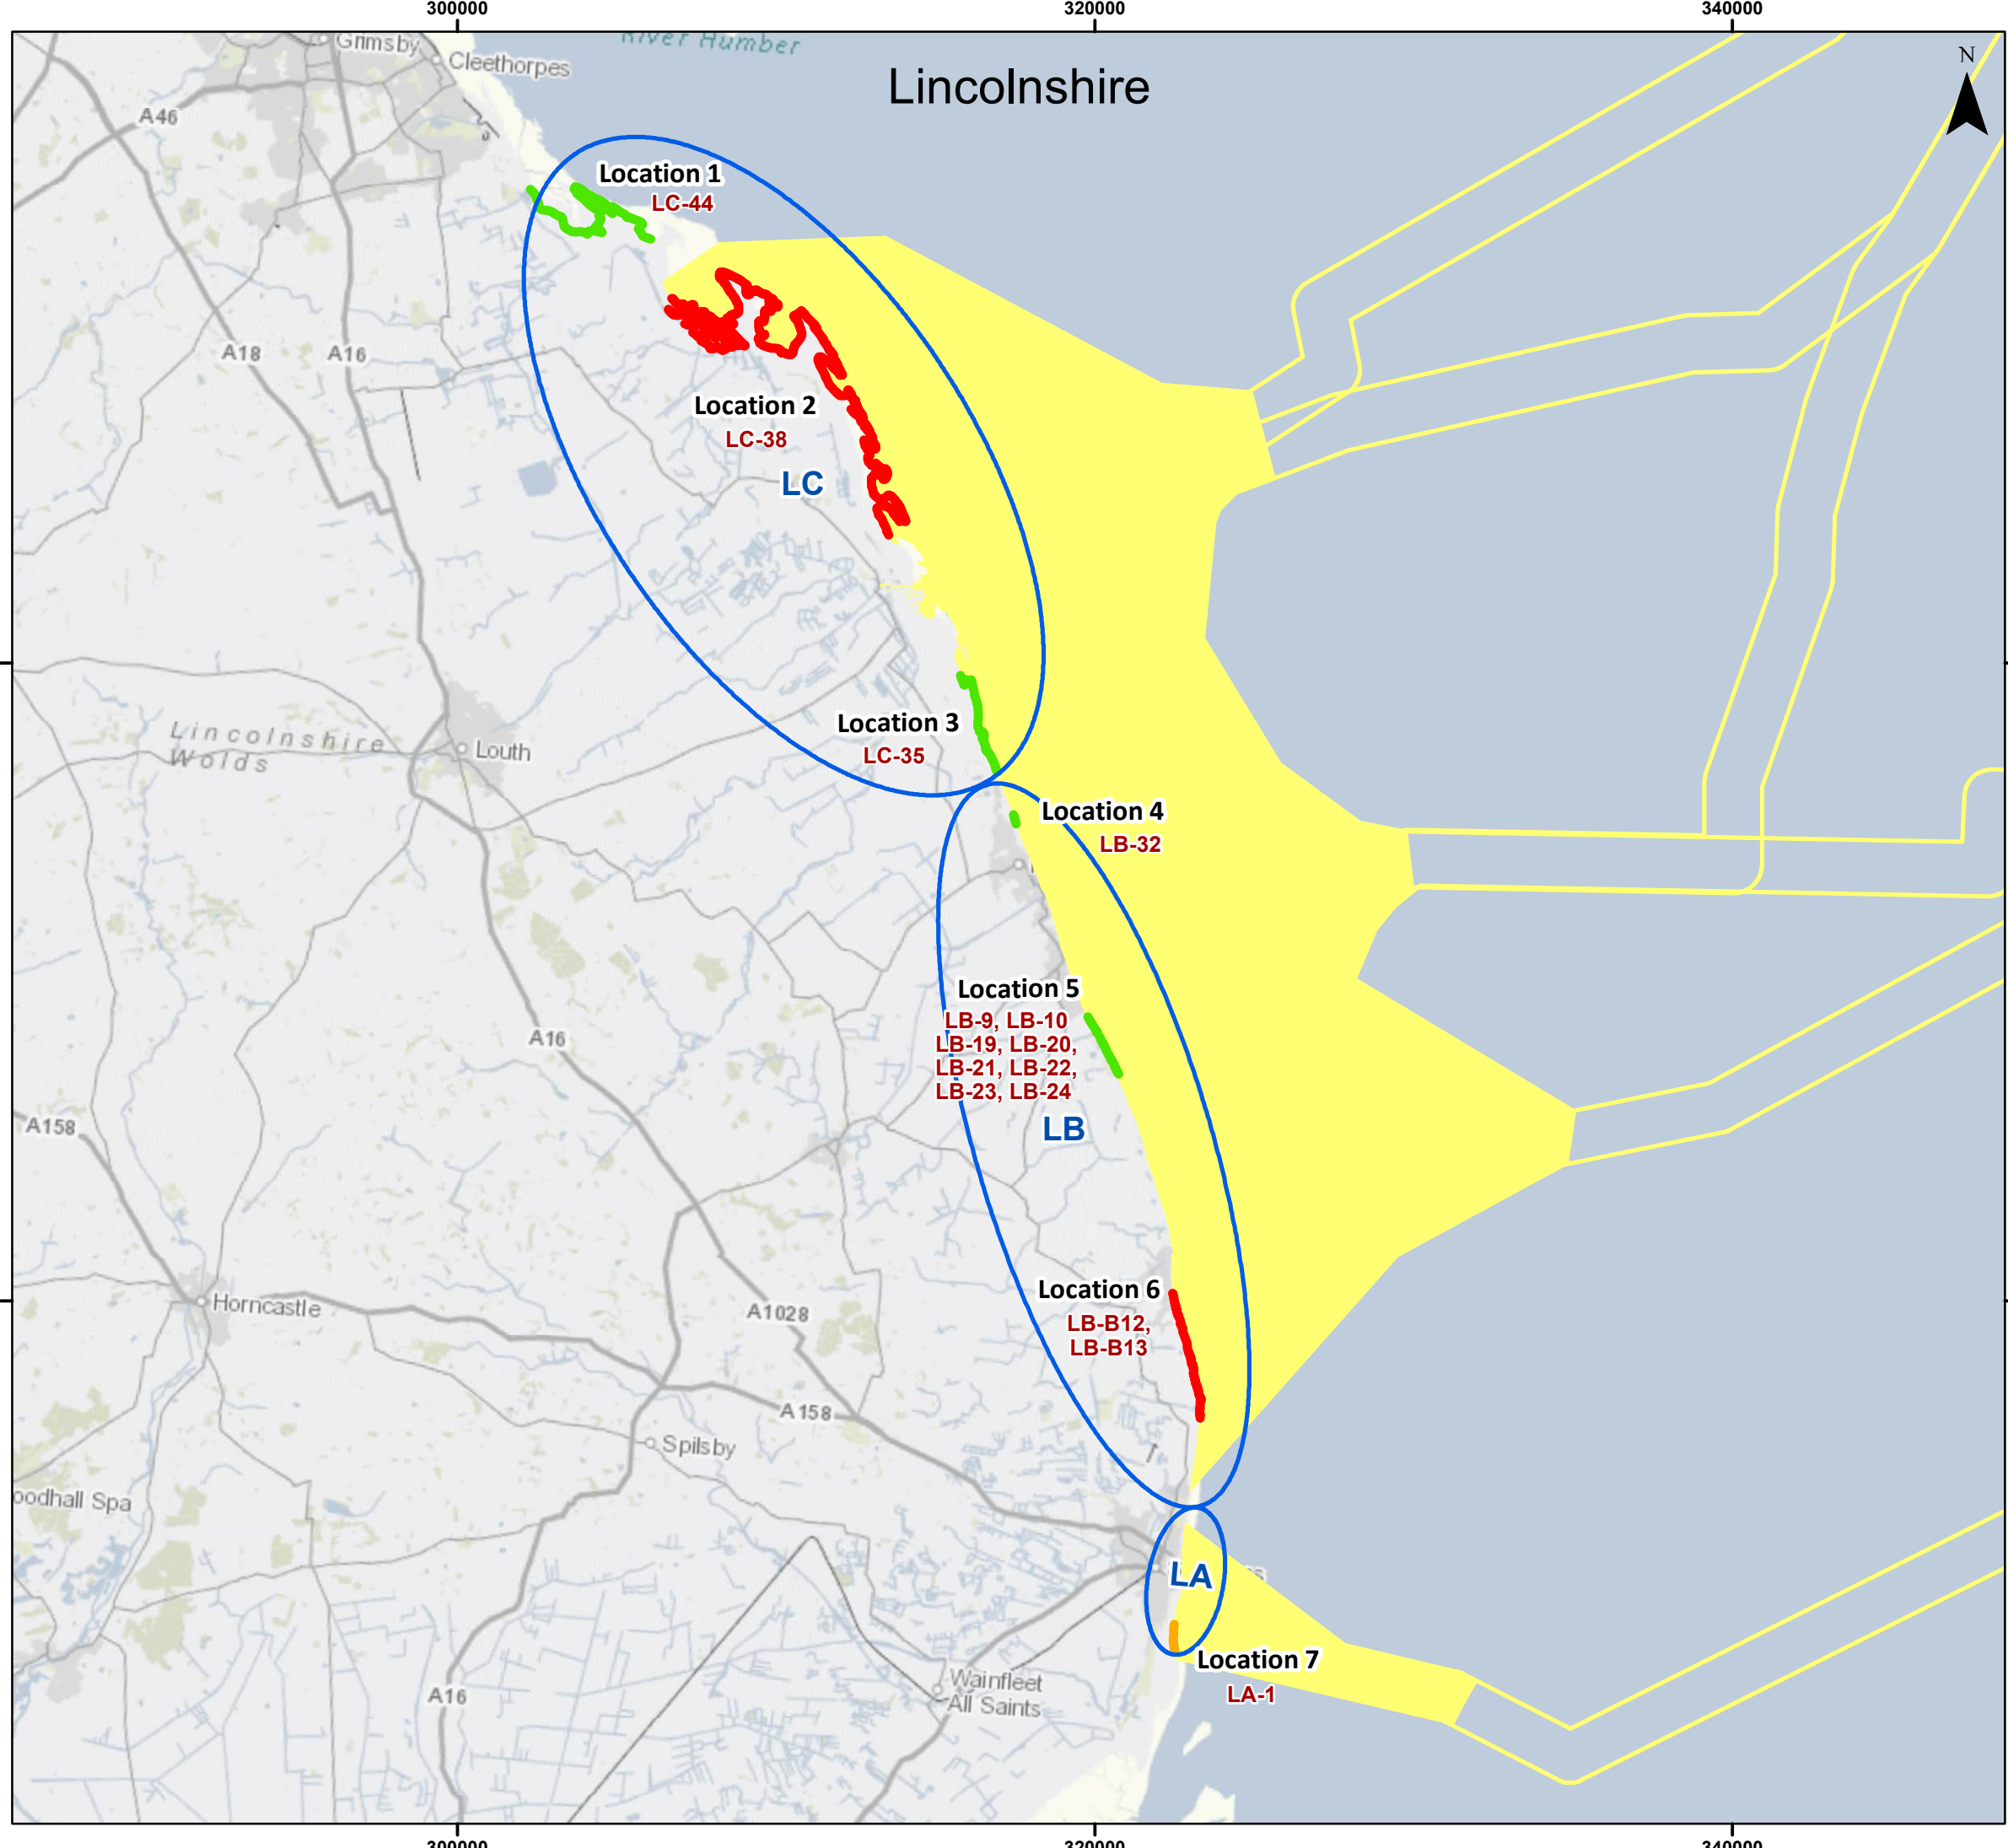 300000
320000
340000
Grimsby
Cleethorpes
River Humber
Lincolnshire
N
A46
Location 1
LC-44
A18
A16
Location 2
LC-38
LC
Lincolnshire
Wolds
Louth
Location 3
LC-35
Location 4
LB-32
Location 5
LB-9, LB-10
LB-19, LB-20,
LB-21, LB-22,
LB-23, LB-24
LB
A16
A158
Location 6
LB-B12,
LB-B13
Horncastle
A1028
A158
Spilsby
oodhall Spa
LA
Location 7
LA-1
Wainfleet
All Saints
A16
300000
320000
340000